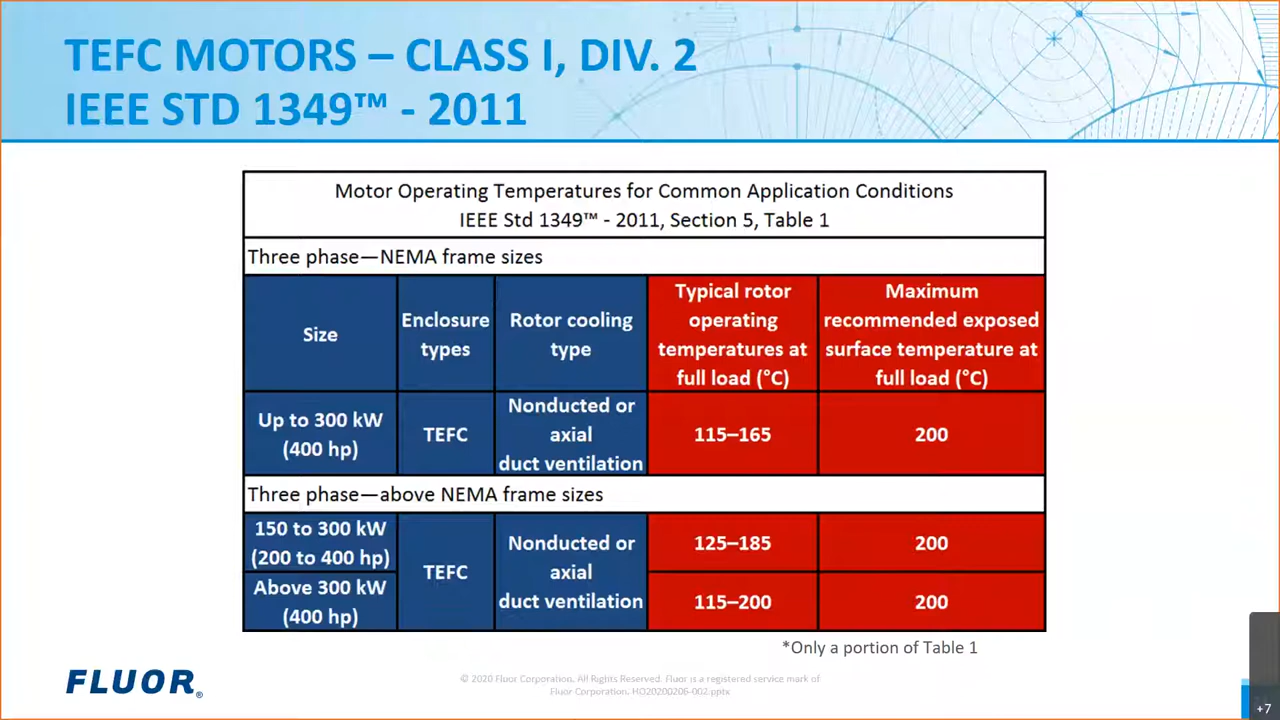 TEFC MOTORS – CLASS I, DIV. 2
IEEE STD 1349™ - 2011
Motor Operating Temperatures for Common Application Conditions
IEEE Std 1349™ - 2011, Section 5, Table 1
Three phase—NEMA frame sizes
Size
Enclosure
types
Rotor cooling
type
Typical rotor
operating
temperatures at
full load (°C)
Maximum
recommended exposed
surface temperature at
full load (°C)
Up to 300 kW
(400 hp)
TEFC
Nonducted or
axial
duct ventilation
115–165
200
Three phase—above NEMA frame sizes
150 to 300 kW
(200 to 400 hp)
TEFC
Nonducted or
axial
duct ventilation
125–185
200
Above 300 kW
(400 hp)
115–200
200
*Only a portion of Table 1
FLUOR®
© 2020 Fluor Corporation. All Rights Reserved. Fluor is a registered service mark of
Fluor Corporation. HO20200206-002.pptx
+7